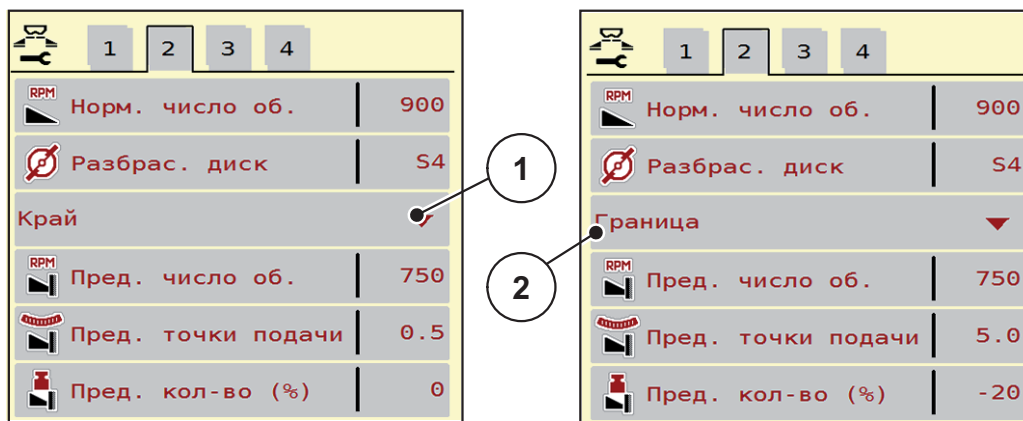 1 2 3 4
RPM
Норм. число об. 900
Разбрас. диск S4
Край
RPM
Пред. число об. 750
Пред. точки подачи 0.5
Пред. кол-во (%) 0
1
2
1 2 3 4
RPM
Норм. число об. 900
Разбрас. диск S4
Граница
RPM
Пред. число об. 750
Пред. точки подачи 5.0
Пред. кол-во (%) -20